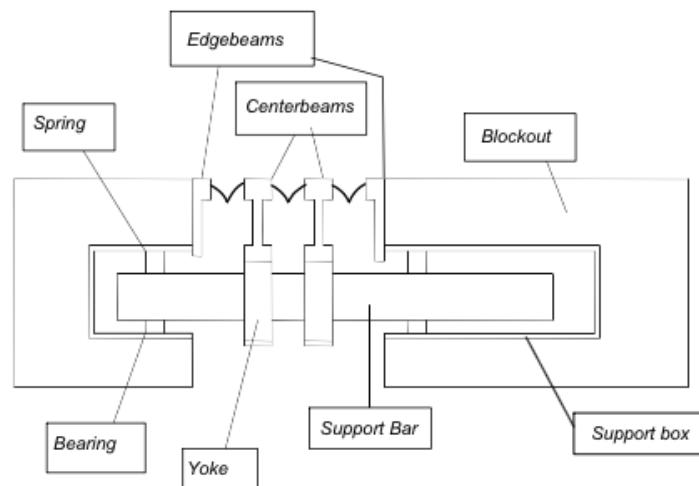 Edgebeams
Centerbeams
Spring
Blockout
Support Bar
Bearing
Yoke
Support box